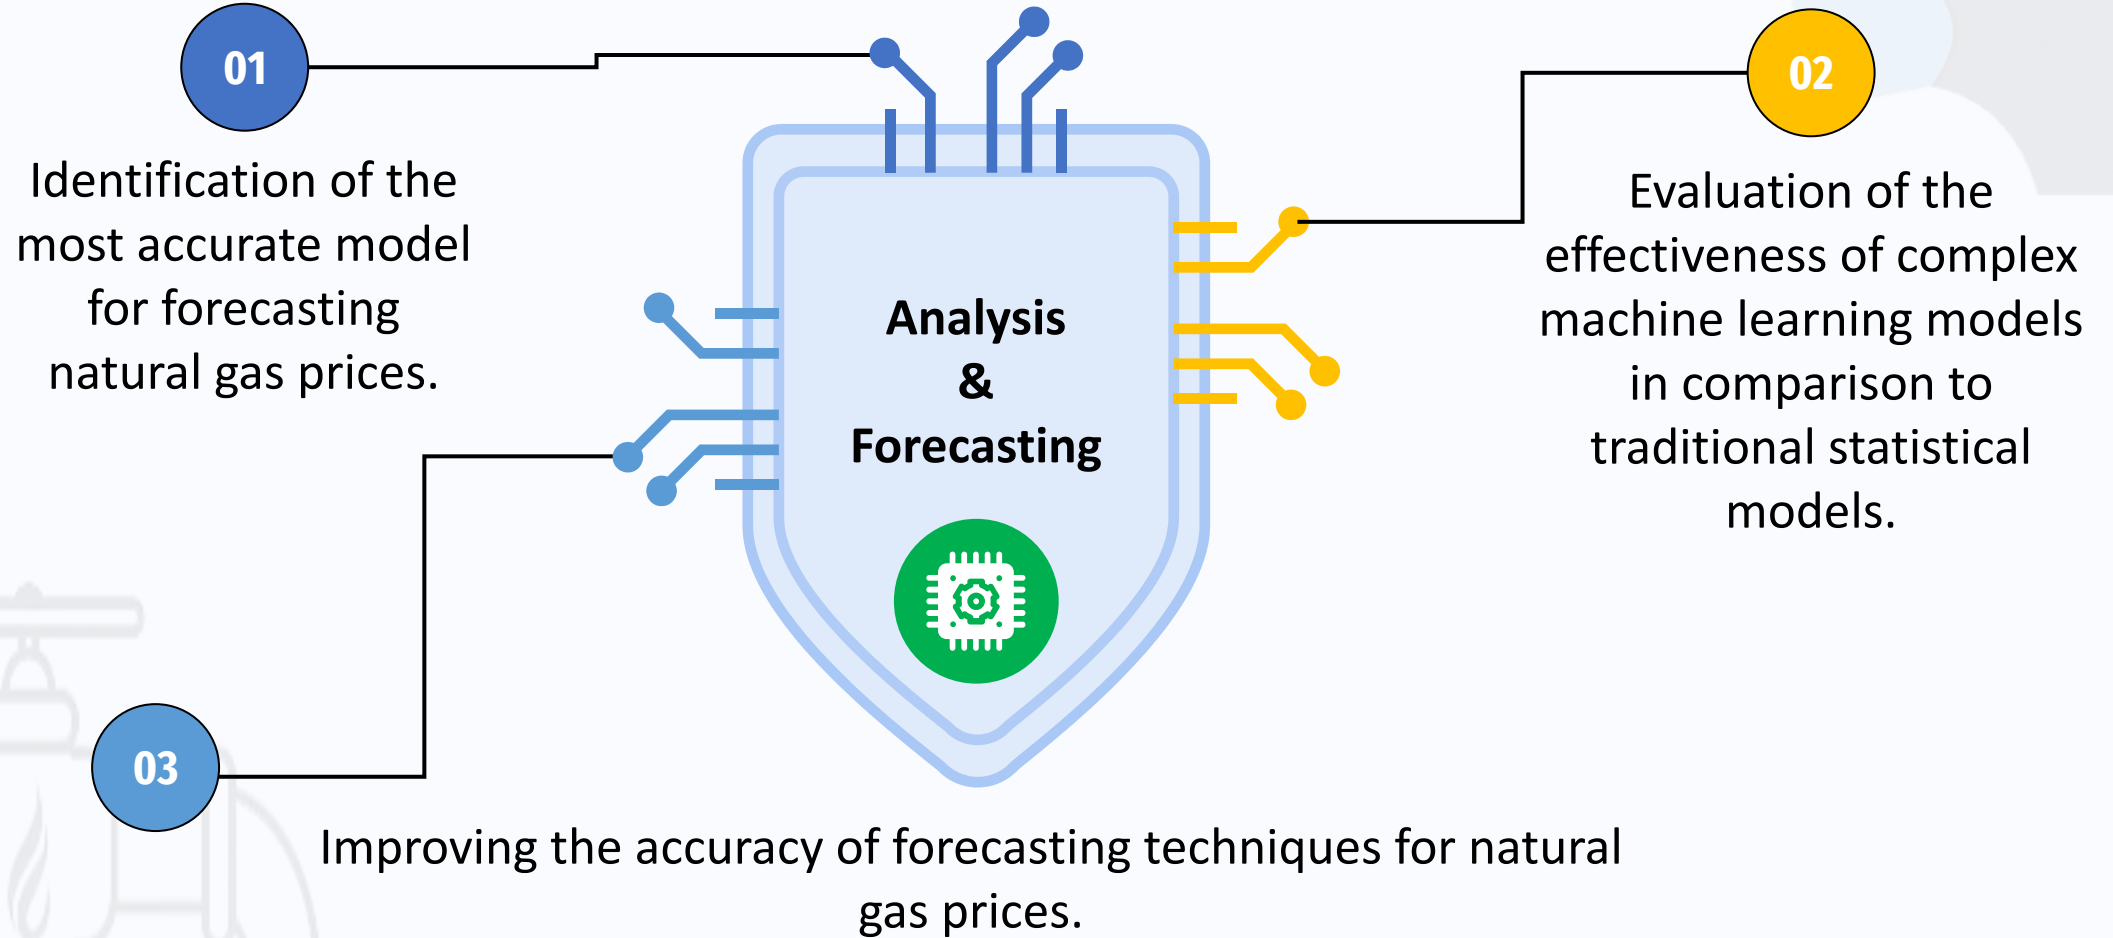 01
Identification of the
most accurate model
for forecasting
natural gas prices.
02
Evaluation of the
effectiveness of complex
machine learning models
in comparison to
traditional statistical
models.
Analysis
&
Forecasting
03
Improving the accuracy of forecasting techniques for natural
gas prices.